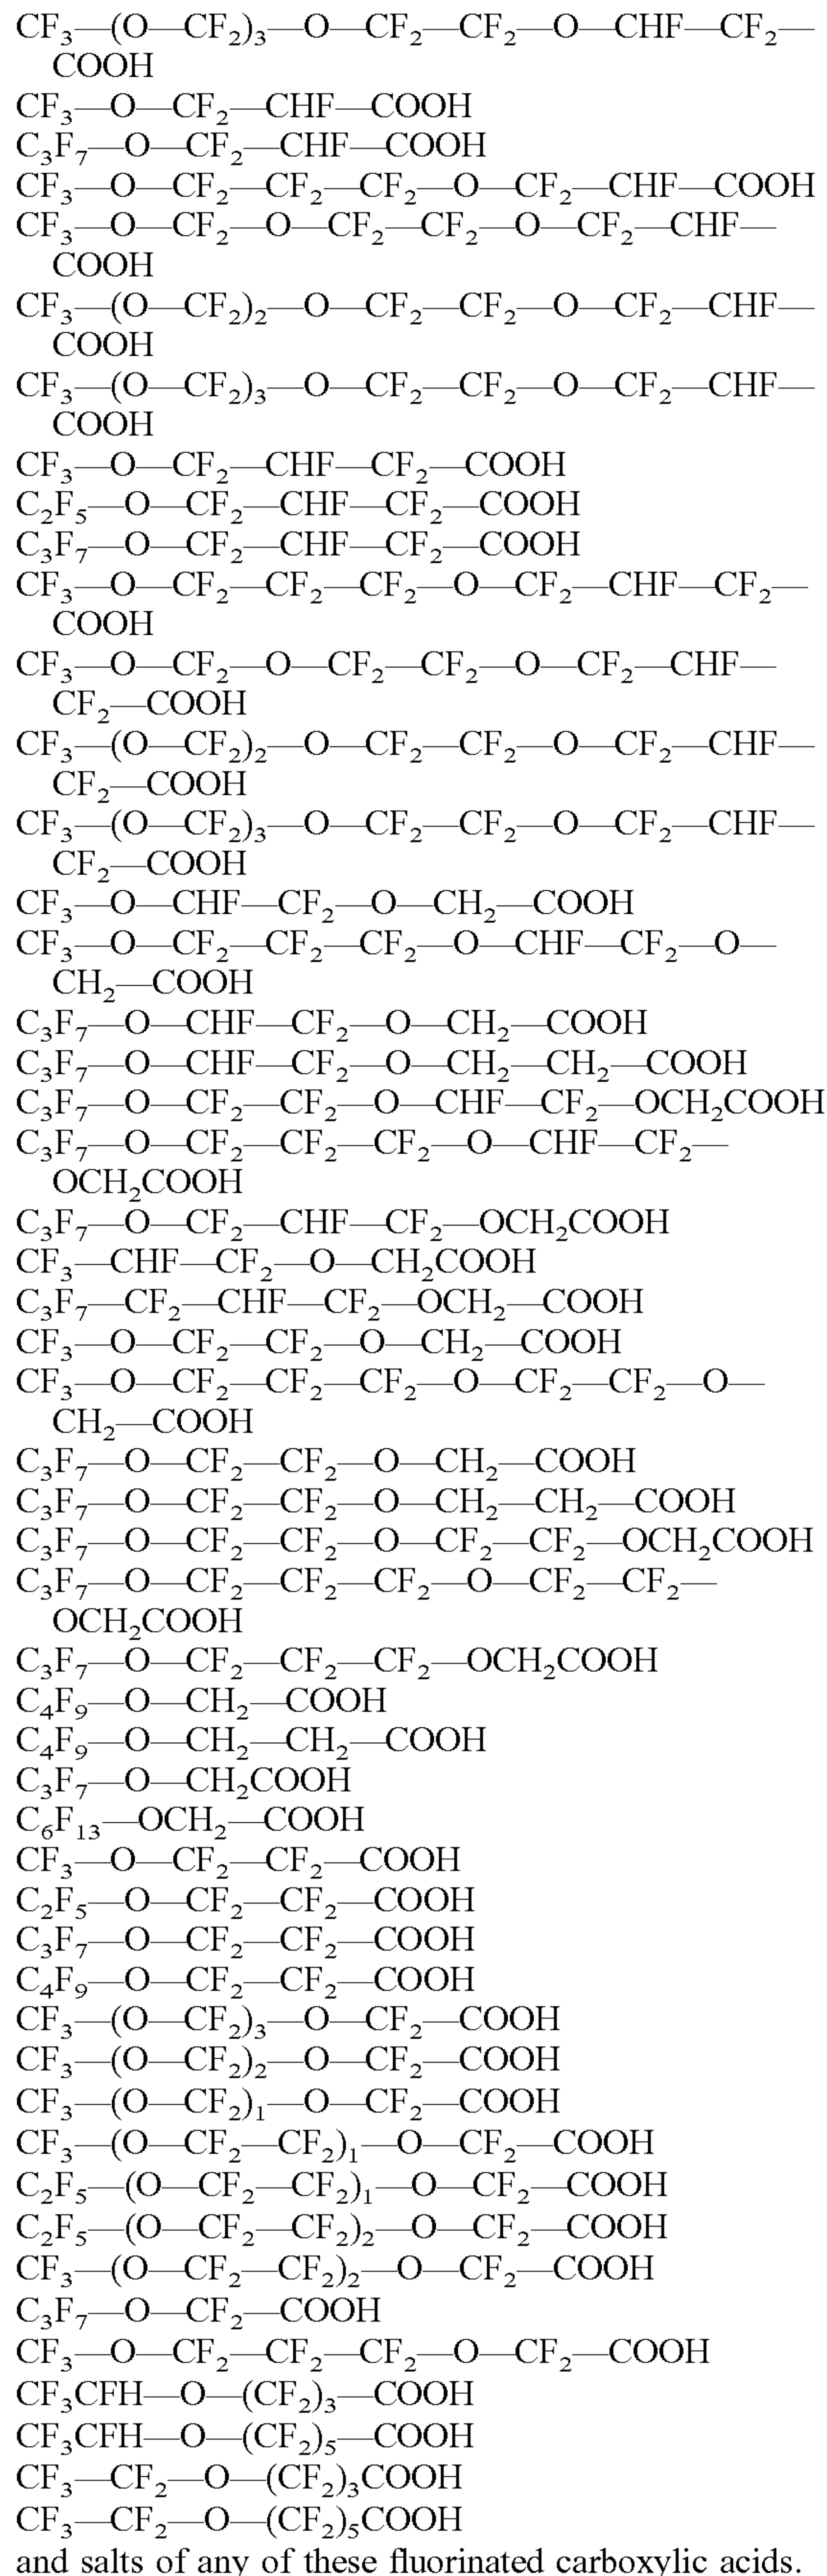 CF₃—(O—CF₂)₃—O—CF₂—CF₂—O—CHF—CF₂—
COOH
CF₃—O—CF₂—CHF—COOH
C₃F₇—O—CF₂—CHF—COOH
CF₃—O—CF₂—CF₂—CF₂—O—CF₂—CHF—COOH
CF₃—O—CF₂—O—CF₂—CF₂—O—CF₂—CHF—
COOH
CF₃—(O—CF₂)₂—O—CF₂—CF₂—O—CF₂—CHF—
COOH
CF₃—(O—CF₂)₃—O—CF₂—CF₂—O—CF₂—CHF—
COOH
CF₃—O—CF₂—CHF—CF₂—COOH
C₂F₅—O—CF₂—CHF—CF₂—COOH
C₃F₇—O—CF₂—CHF—CF₂—COOH
CF₃—O—CF₂—CF₂—CF₂—O—CF₂—CHF—CF₂—
COOH
CF₃—O—CF₂—O—CF₂—CF₂—O—CF₂—CHF—
CF₂—COOH
CF₃—(O—CF₂)₂—O—CF₂—CF₂—O—CF₂—CHF—
CF₂—COOH
CF₃—(O—CF₂)₃—O—CF₂—CF₂—O—CF₂—CHF—
CF₂—COOH
CF₃—O—CHF—CF₂—O—CH₂—COOH
CF₃—O—CF₂—CF₂—CF₂—O—CHF—CF₂—O—
CH₂—COOH
C₃F₇—O—CHF—CF₂—O—CH₂—COOH
C₃F₇—O—CHF—CF₂—O—CH₂—CH₂—COOH
C₃F₇—O—CF₂—CF₂—O—CHF—CF₂—OCH₂COOH
C₃F₇—O—CF₂—CF₂—CF₂—O—CHF—CF₂—
OCH₂COOH
C₃F₇—O—CF₂—CHF—CF₂—OCH₂COOH
CF₃—CHF—CF₂—O—CH₂COOH
C₃F₇—CF₂—CHF—CF₂—OCH₂—COOH
CF₃—O—CF₂—CF₂—O—CH₂—COOH
CF₃—O—CF₂—CF₂—CF₂—O—CF₂—CF₂—O—
CH₂—COOH
C₃F₇—O—CF₂—CF₂—O—CH₂—COOH
C₃F₇—O—CF₂—CF₂—O—CH₂—CH₂—COOH
C₃F₇—O—CF₂—CF₂—O—CF₂—CF₂—OCH₂COOH
C₃F₇—O—CF₂—CF₂—CF₂—O—CF₂—CF₂—
OCH₂COOH
C₃F₇—O—CF₂—CF₂—CF₂—OCH₂COOH
C₄F₉—O—CH₂—COOH
C₄F₉—O—CH₂—CH₂—COOH
C₃F₇—O—CH₂COOH
C₆F₁₃—OCH₂—COOH
CF₃—O—CF₂—CF₂—COOH
C₂F₅—O—CF₂—CF₂—COOH
C₃F₇—O—CF₂—CF₂—COOH
C₄F₉—O—CF₂—CF₂—COOH
CF₃—(O—CF₂)₃—O—CF₂—COOH
CF₃—(O—CF₂)₂—O—CF₂—COOH
CF₃—(O—CF₂)₁—O—CF₂—COOH
CF₃—(O—CF₂—CF₂)₁—O—CF₂—COOH
C₂F₅—(O—CF₂—CF₂)₁—O—CF₂—COOH
C₂F₅—(O—CF₂—CF₂)₂—O—CF₂—COOH
CF₃—(O—CF₂—CF₂)₂—O—CF₂—COOH
C₃F₇—O—CF₂—COOH
CF₃—O—CF₂—CF₂—CF₂—O—CF₂—COOH
CF₃CFH—O—(CF₂)₃—COOH
CF₃CFH—O—(CF₂)₅—COOH
CF₃—CF₂—O—(CF₂)₃COOH
CF₃—CF₂—O—(CF₂)₅COOH
and salts of any of these fluorinated carboxylic acids.